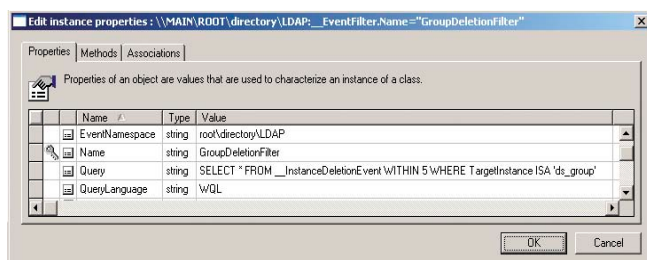 Edit instance properties : \\MAIN\ROOT\directory\LDAP:__EventFilter.Name="GroupDeletionFilter"
Properties Methods Associations
Properties of an object are values that are used to characterize an instance of a class.
Name Type Value
EventNamespace string root\directory\LDAP
Name string GroupDeletionFilter
Query string SELECT * FROM __InstanceDeletionEvent WITHIN 5 WHERE TargetInstance ISA 'ds_group'
QueryLanguage string WQL
OK Cancel